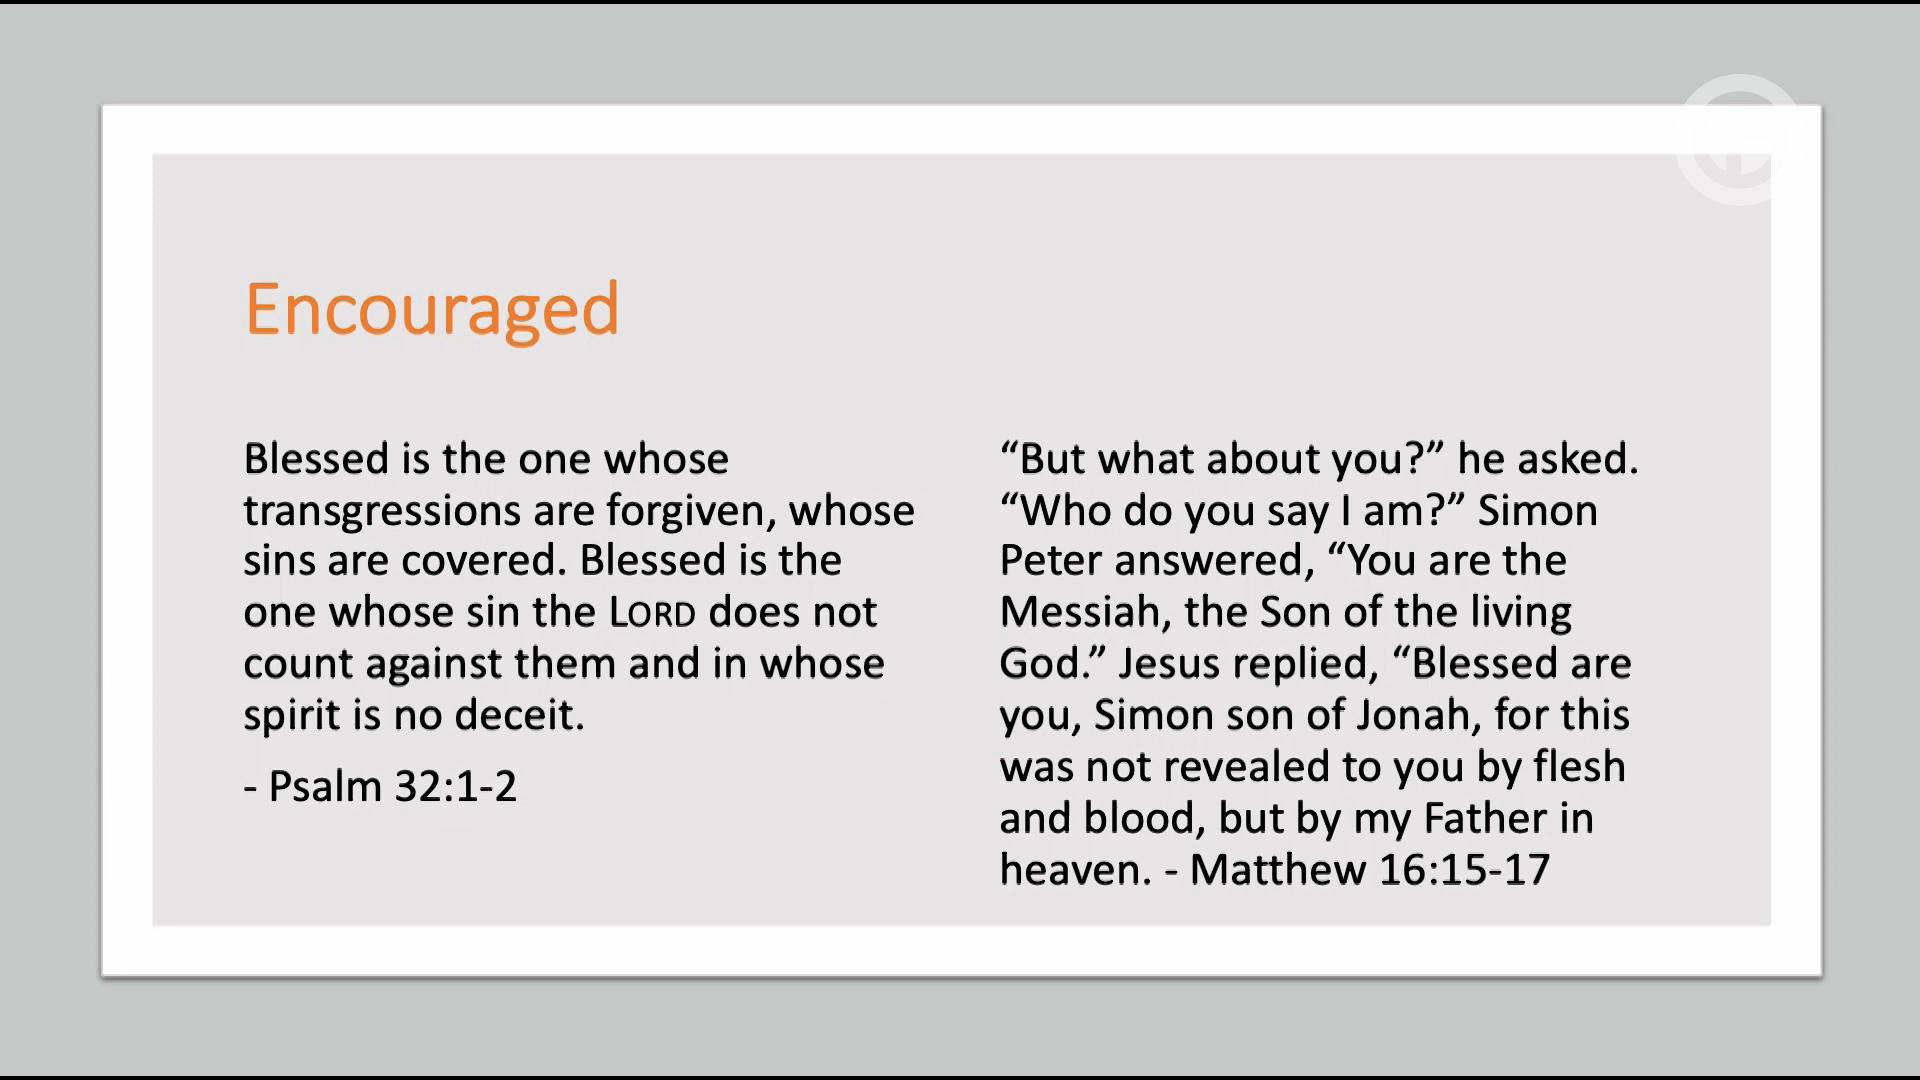 Encouraged
Blessed is the one whose
transgressions are forgiven, whose
sins are covered. Blessed is the
one whose sin the LORD does not
count against them and in whose
spirit is no deceit.
- Psalm 32:1-2
“But what about you?” he asked.
“Who do you say I am?” Simon
Peter answered, “You are the
Messiah, the Son of the living
God.” Jesus replied, “Blessed are
you, Simon son of Jonah, for this
was not revealed to you by flesh
and blood, but by my Father in
heaven. - Matthew 16:15-17